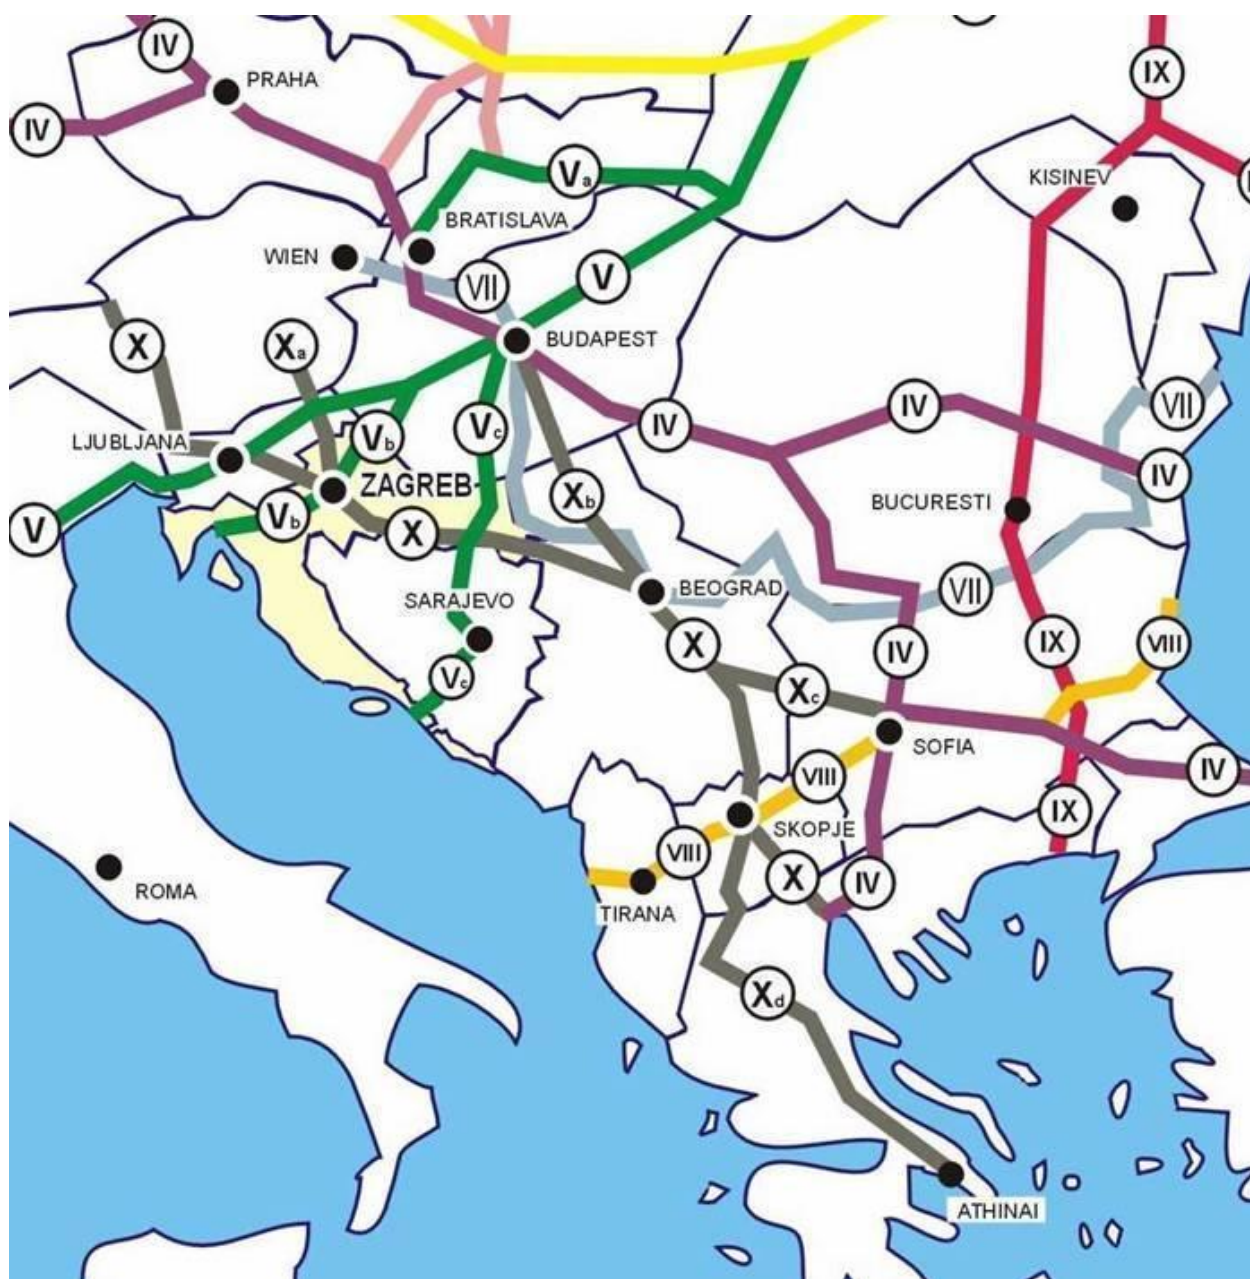 IV
PRAHA
IX
IV
KISINEV
Va
BRATISLAVA
WIEN
VII
V
X
Xa
BUDAPEST
IV
VII
IV
LJUBLJANA
Vb
Vc
IV
ZAGREB
Xb
BUCURESTI
V
Vb
X
BEOGRAD
VII
SARAJEVO
X
IV
IX
VIII
Vc
Xc
SOFIA
VIII
IV
IX
SKOPJE
VIII
X
IV
ROMA
TIRANA
Xd
ATHINAI